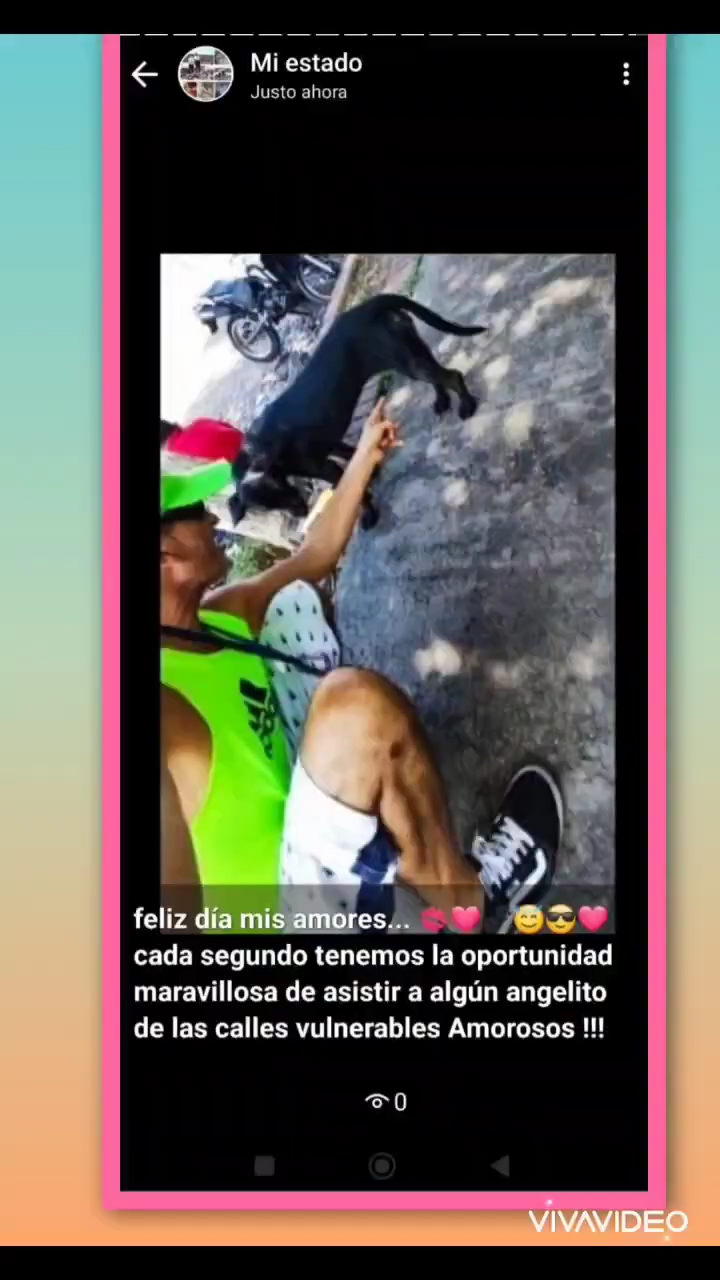 Mi estado
Justo ahora
feliz día mis amores... 💋💗 😅😎💗
cada segundo tenemos la oportunidad
maravillosa de asistir a algún angelito
de las calles vulnerables Amorosos !!!
0
VIVAVIDEO